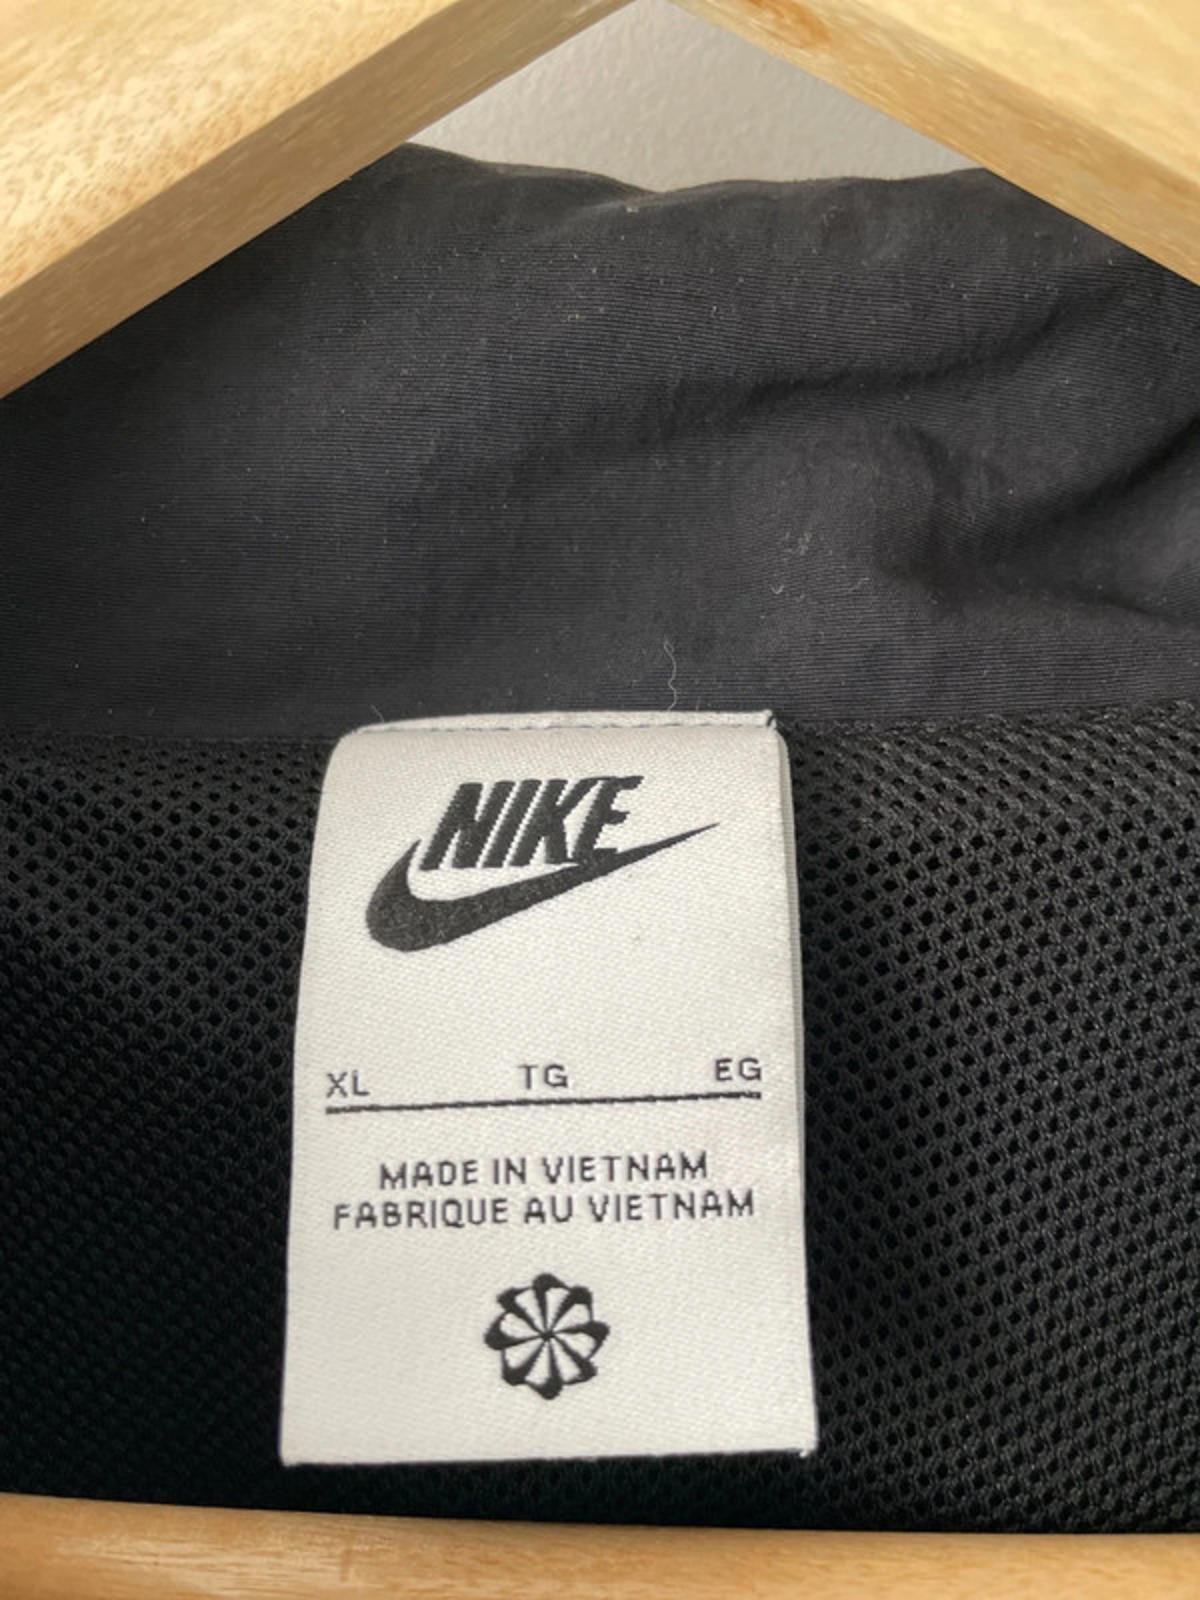 NIKE
XL TG EG
MADE IN VIETNAM
FABRIQUE AU VIETNAM